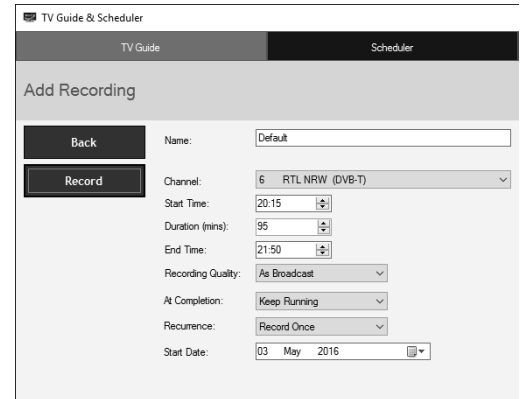 TV Guide & Scheduler
TV Guide
Scheduler
Add Recording
Back
Record
Name: Default
Channel: 6 RTL NRW (DVB-T)
Start Time: 20:15
Duration (mins): 95
End Time: 21:50
Recording Quality: As Broadcast
At Completion: Keep Running
Recurrence: Record Once
Start Date: 03 May 2016